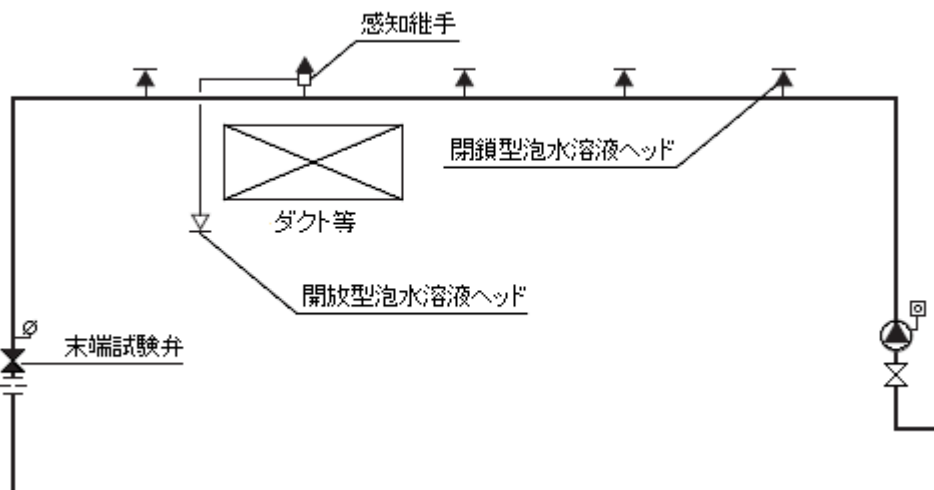 感知継手
閉鎖型泡水溶液ヘッド
ダクト等
開放型泡水溶液ヘッド
末端試験弁